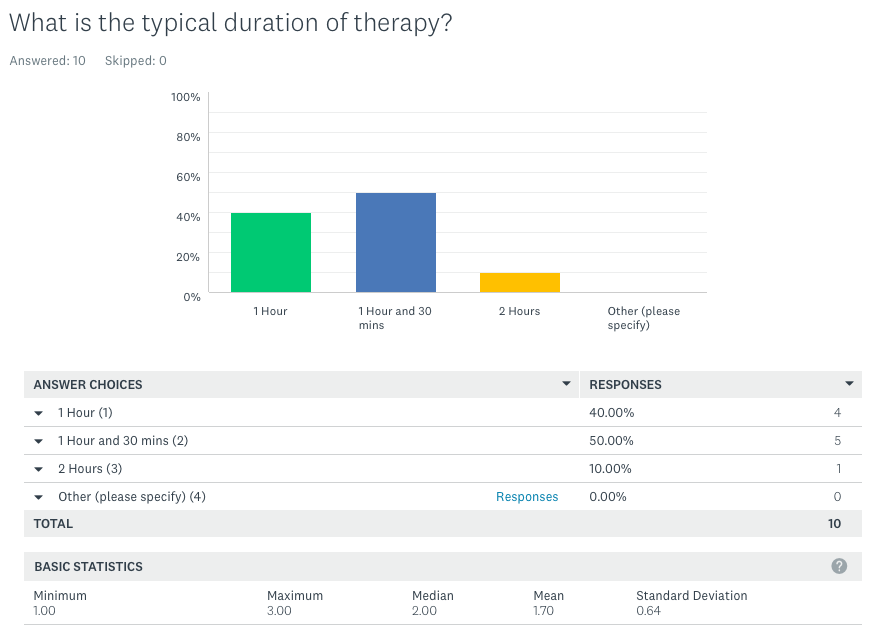 What is the typical duration of therapy?
Answered: 10 Skipped: 0
100%
80%
60%
40%
20%
0%
1 Hour
1 Hour and 30
mins
2 Hours
Other (please
specify)
ANSWER CHOICES RESPONSES
1 Hour (1) 40.00% 4
1 Hour and 30 mins (2) 50.00% 5
2 Hours (3) 10.00% 1
Other (please specify) (4) Responses 0.00% 0
TOTAL 10
BASIC STATISTICS ?
Minimum Maximum Median Mean Standard Deviation
1.00 3.00 2.00 1.70 0.64